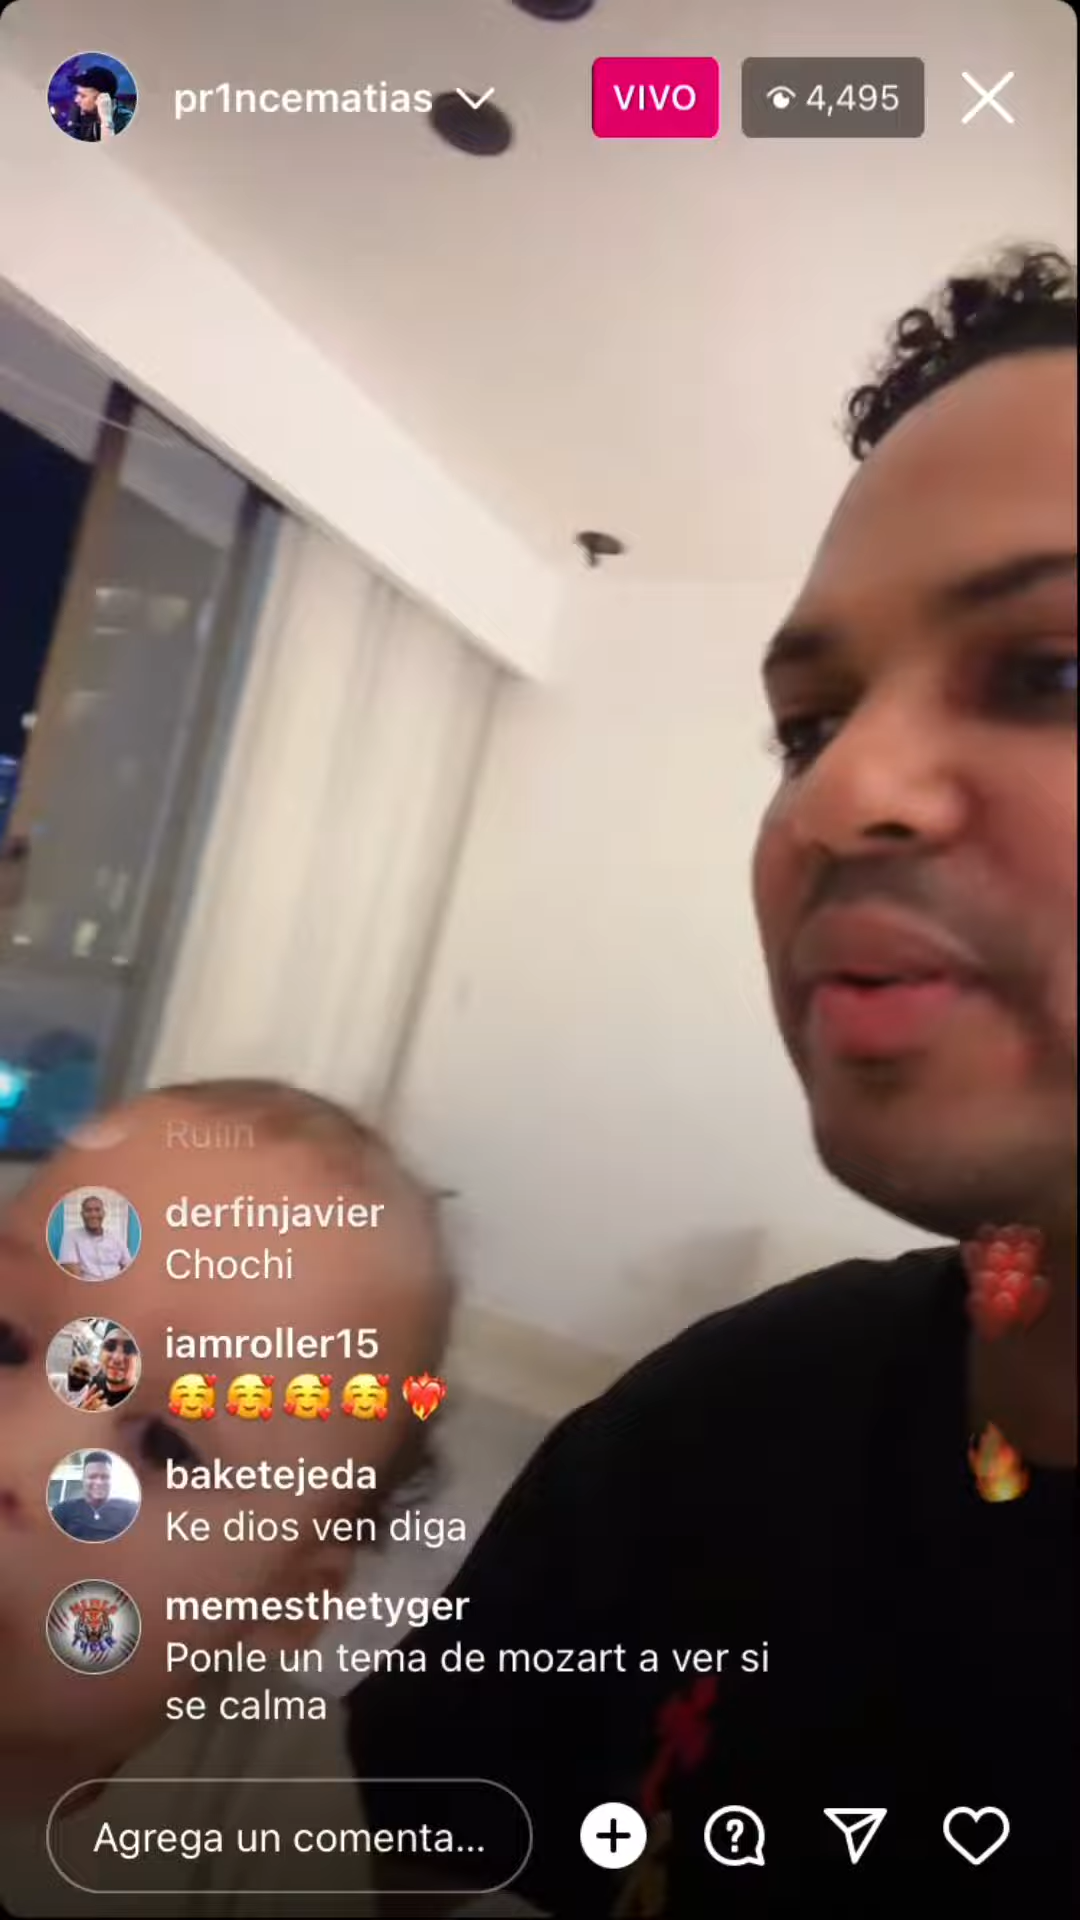 pr1ncematias
VIVO
4,495
Rufin
derfinjavier
Chochi
iamroller15
baketejeda
Ke dios ven diga
memesthetyger
Ponle un tema de mozart a ver si
se calma
Agrega un comenta...